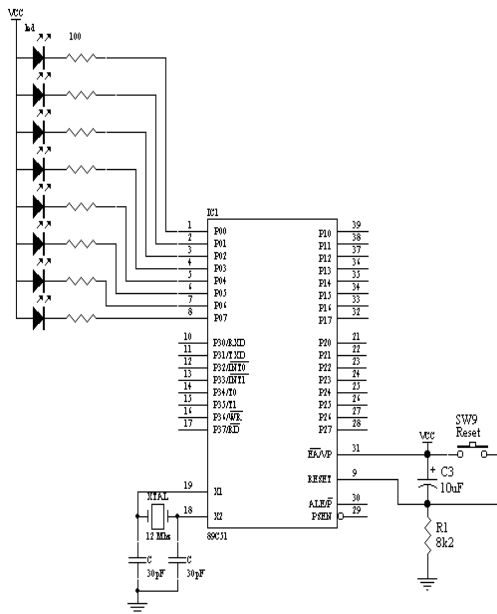 VCC
led
100
IC1
1 P00 P10 39
2 P01 P11 38
3 P02 P12 37
4 P03 P13 36
5 P04 P14 35
6 P05 P15 34
7 P06 P16 33
8 P07 P17 32
10 P30/RXD P20 21
11 P31/TXD P21 22
12 P32/INT0 P22 23
13 P33/INT1 P23 24
14 P34/T0 P24 25
15 P35/T1 P25 26
16 P36/WR P26 27
17 P37/RD P27 28
EA/VP 31
RESET 9
19 X1
ALE/P 30
18 X2
PSEN 29
89C51
XTAL
12 Mhz
C
30pF
C
30pF
VCC
SW9
Reset
+
C3
10uF
R1
8k2